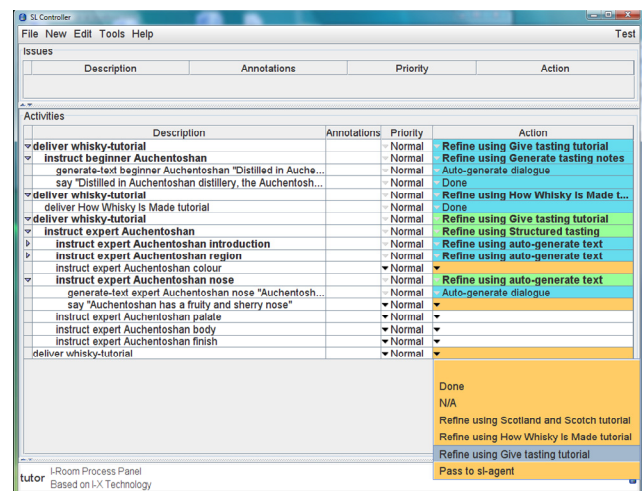 SL Controller
File New Edit Tools Help Test
Issues
Description Annotations Priority Action
Activities
Description Annotations Priority Action
deliver whisky-tutorial Normal Refine using Give tasting tutorial
instruct beginner Auchentoshan Normal Refine using Generate tasting notes
generate-text beginner Auchentoshan "Distilled in Auche... Normal Auto-generate dialogue
say "Distilled in Auchentoshan distillery, the Auchentosh... Normal Done
deliver whisky-tutorial Normal Refine using How Whisky Is Made t...
deliver How Whisky Is Made tutorial Normal Done
deliver whisky-tutorial Normal Refine using Give tasting tutorial
instruct expert Auchentoshan Normal Refine using Structured tasting
instruct expert Auchentoshan introduction Normal Refine using auto-generate text
instruct expert Auchentoshan region Normal Refine using auto-generate text
instruct expert Auchentoshan colour Normal
instruct expert Auchentoshan nose Normal Refine using auto-generate text
generate-text expert Auchentoshan nose "Auchentosh... Normal Auto-generate dialogue
say "Auchentoshan has a fruity and sherry nose" Normal
instruct expert Auchentoshan palate Normal
instruct expert Auchentoshan body Normal
instruct expert Auchentoshan finish Normal
deliver whisky-tutorial Normal
Done
N/A
Refine using Scotland and Scotch tutorial
Refine using How Whisky Is Made tutorial
Refine using Give tasting tutorial
Pass to sl-agent
tutor I-Room Process Panel
Based on I-X Technology